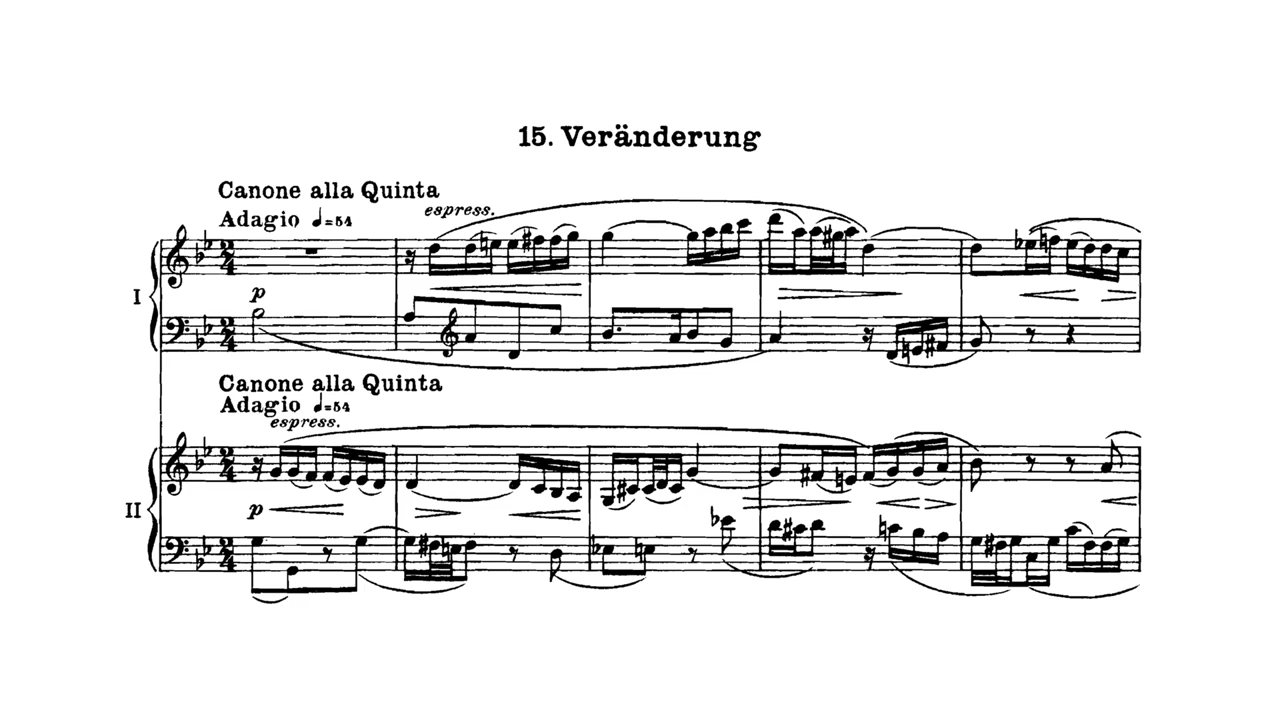 15. Veränderung
Canone alla Quinta
Adagio ♩=54
espress.
I
p
Canone alla Quinta
Adagio ♩=54
espress.
II
p